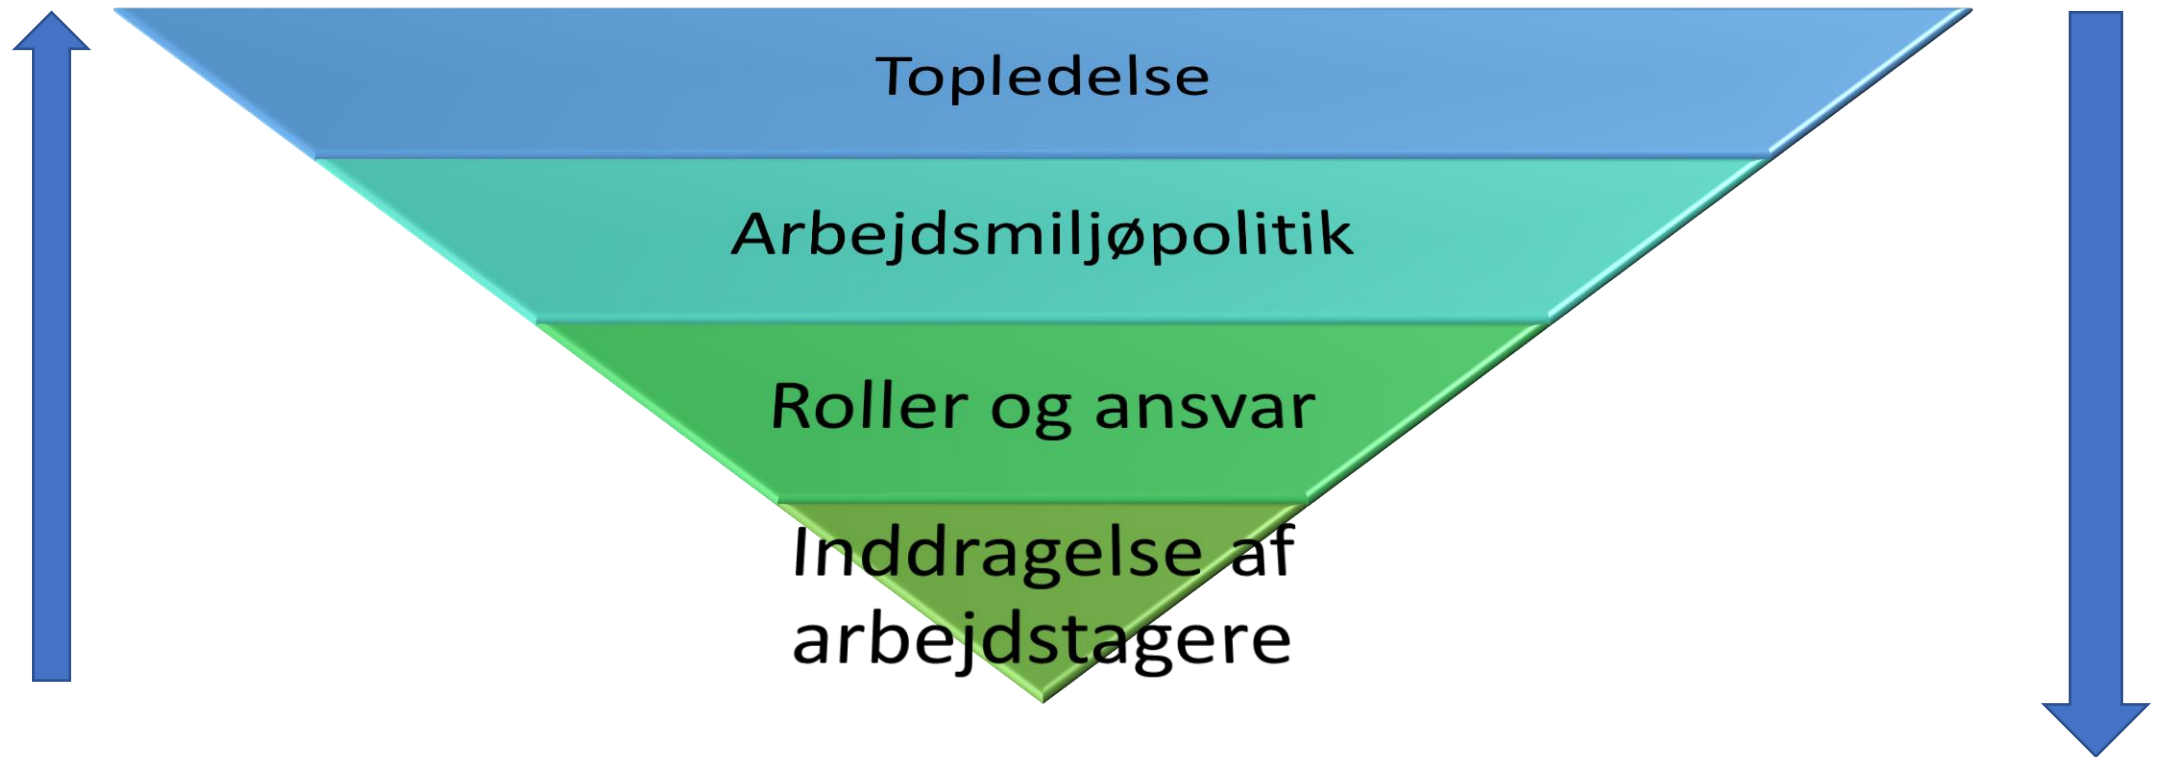 Topledelse
Arbejdsmiljøpolitik
Roller og ansvar
Inddragelse af
arbejdstagere